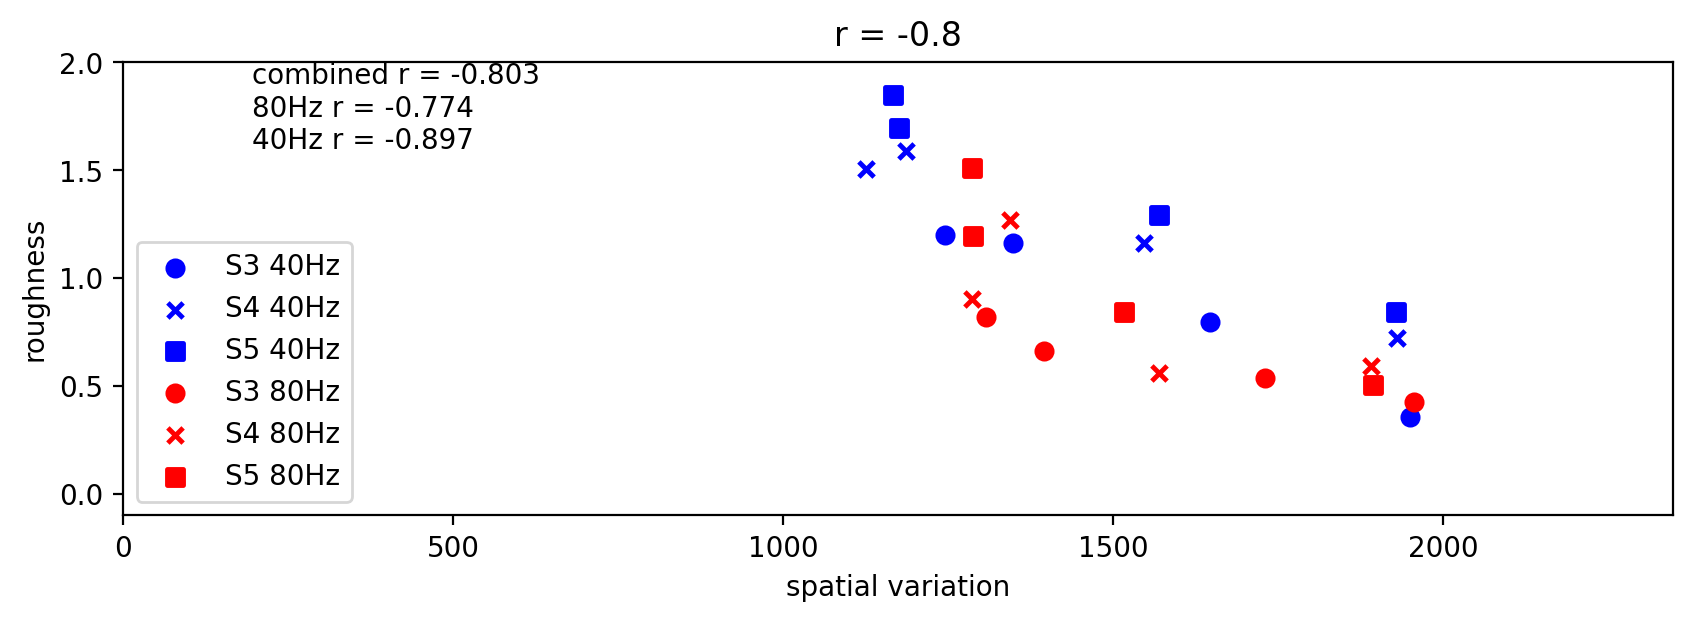 r = -0.8
combined r = -0.803
80Hz r = -0.774
40Hz r = -0.897
2.0
1.5
1.0
0.5
0.0
roughness
S3 40Hz
S4 40Hz
S5 40Hz
S3 80Hz
S4 80Hz
S5 80Hz
0 500 1000 1500 2000
spatial variation